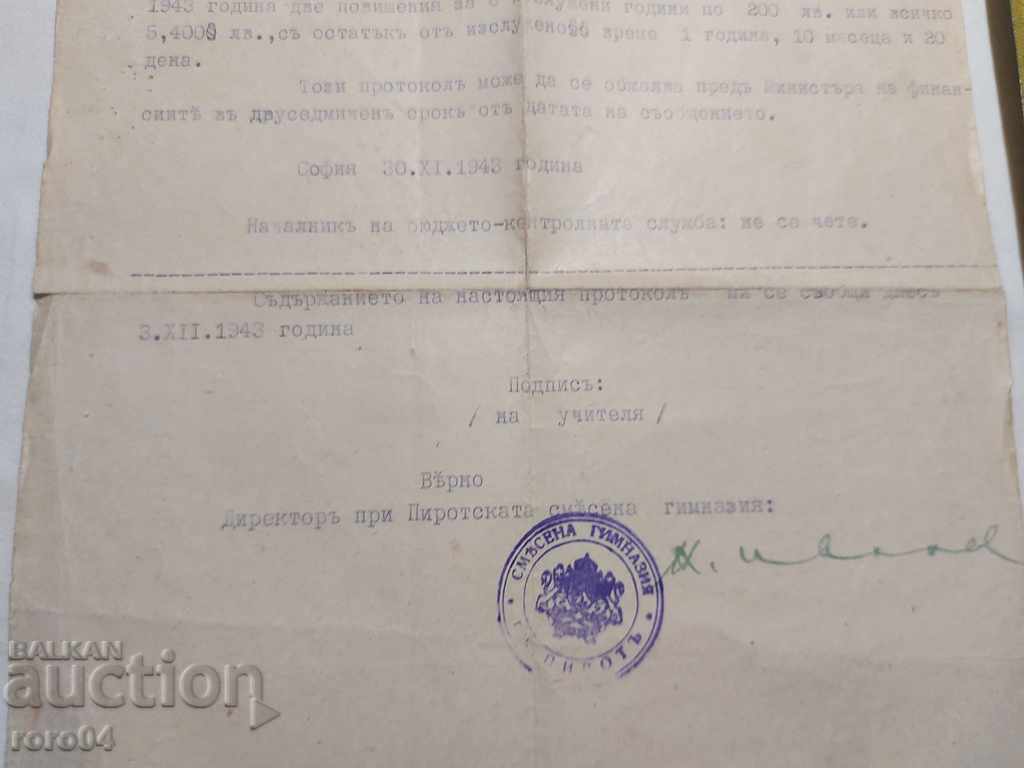 1943 година две повишения за 6 изслужени години по 200 лв. или всичко
5,400 лв.,съ остатъкъ отъ изслужено време 1 година, 10 месеца и 20
дена.
Този протоколъ може да се обжалва предъ Министъра на финан-
ситѣ въ двуседмиченъ срокъ отъ датата на съобщението.
София 30.XI.1943 година
Началникъ на бюджето-контролната служба: не се чете.
Съдържанието на настоящия протоколъ ми се съобщи днесъ
3.XII.1943 година
Подписъ:
/ на учителя /
Вѣрно
Директоръ при Пиротската смѣсена гимназия:
СМѢСЕНА ГИМНАЗИЯ
ПИРОТЪ
BALKAN
auction
roro04